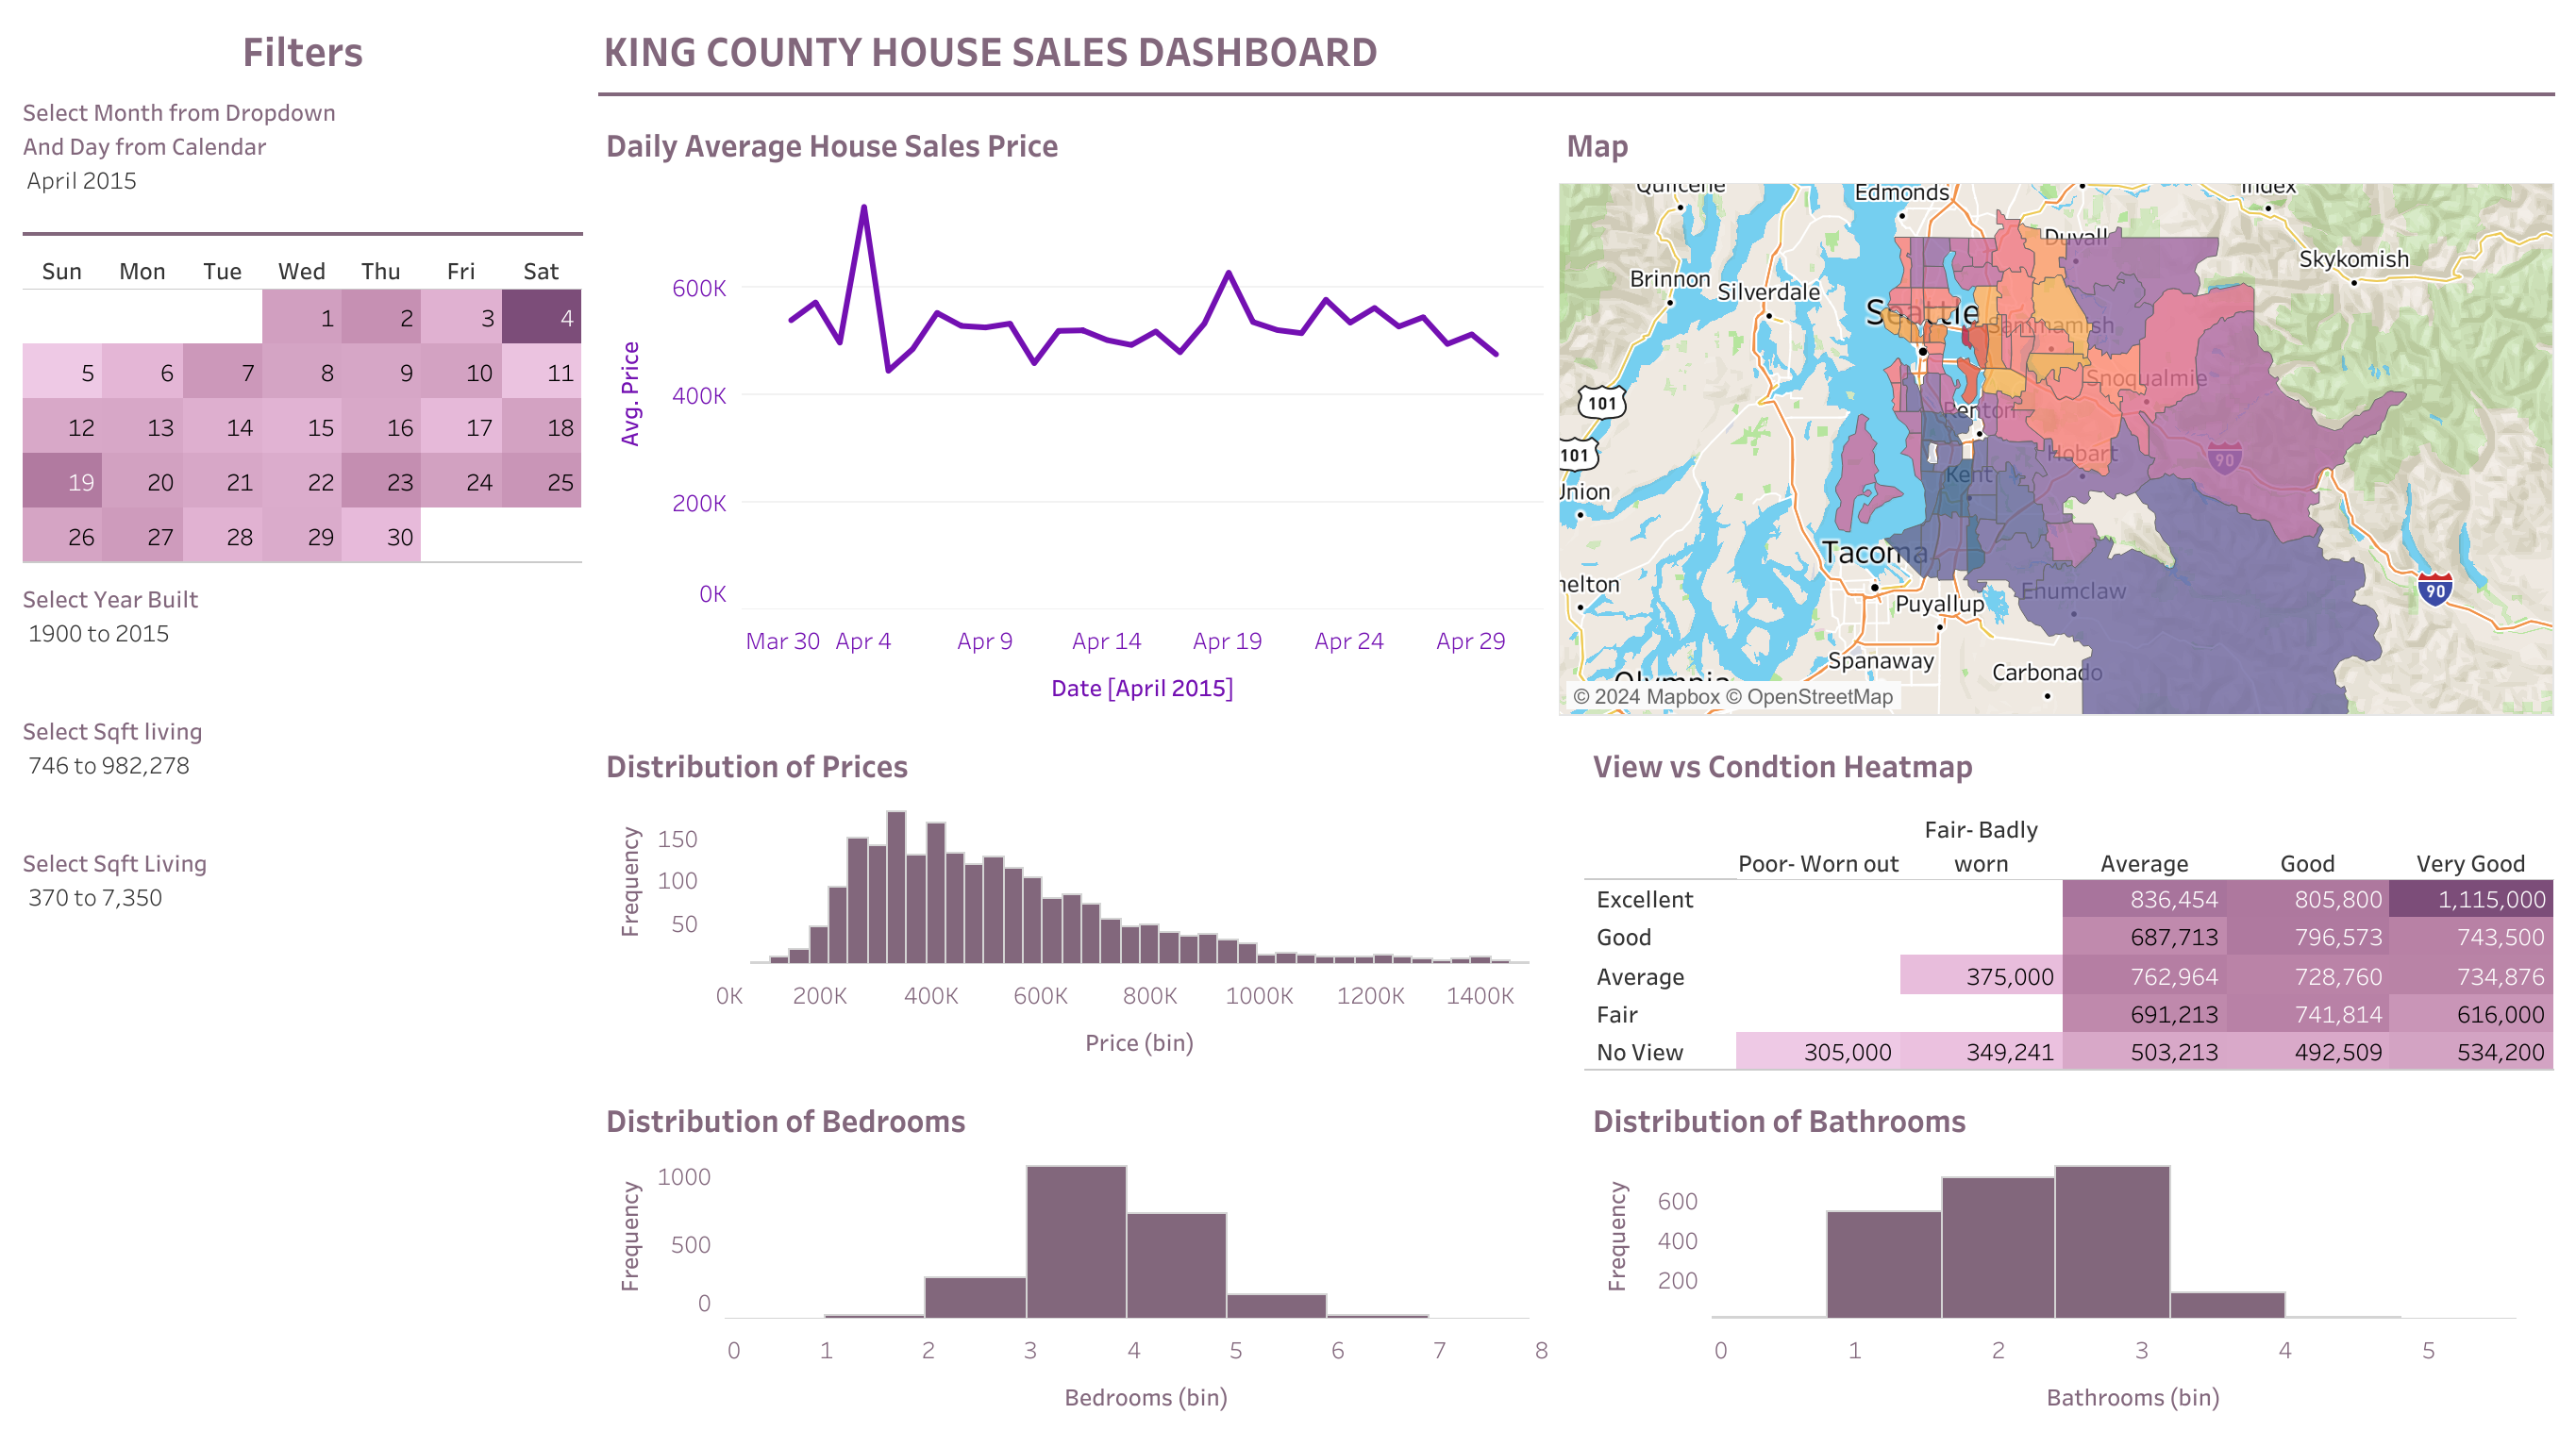 Filters
Select Month from Dropdown
And Day from Calendar
April 2015
Sun Mon Tue Wed Thu Fri Sat
1 2 3 4
5 6 7 8 9 10 11
12 13 14 15 16 17 18
19 20 21 22 23 24 25
26 27 28 29 30
Select Year Built
1900 to 2015
Select Sqft living
746 to 982,278
Select Sqft Living
370 to 7,350
KING COUNTY HOUSE SALES DASHBOARD
Daily Average House Sales Price
Avg. Price
600K
400K
200K
0K
Mar 30 Apr 4 Apr 9 Apr 14 Apr 19 Apr 24 Apr 29
Date [April 2015]
Map
Quilcene
Edmonds
Index
Duvall
Skykomish
Brinnon
Silverdale
Seattle
Sammamish
Snoqualmie
101
Renton
101
Hobart
90
Kent
Union
Tacoma
helton
Enumclaw
90
Puyallup
Spanaway
Carbonado
Olympia
© 2024 Mapbox © OpenStreetMap
Distribution of Prices
Frequency
150
100
50
0K 200K 400K 600K 800K 1000K 1200K 1400K
Price (bin)
View vs Condtion Heatmap
Poor- Worn out Fair- Badly worn Average Good Very Good
Excellent 836,454 805,800 1,115,000
Good 687,713 796,573 743,500
Average 375,000 762,964 728,760 734,876
Fair 691,213 741,814 616,000
No View 305,000 349,241 503,213 492,509 534,200
Distribution of Bedrooms
Frequency
1000
500
0
0 1 2 3 4 5 6 7 8
Bedrooms (bin)
Distribution of Bathrooms
Frequency
600
400
200
0 1 2 3 4 5
Bathrooms (bin)